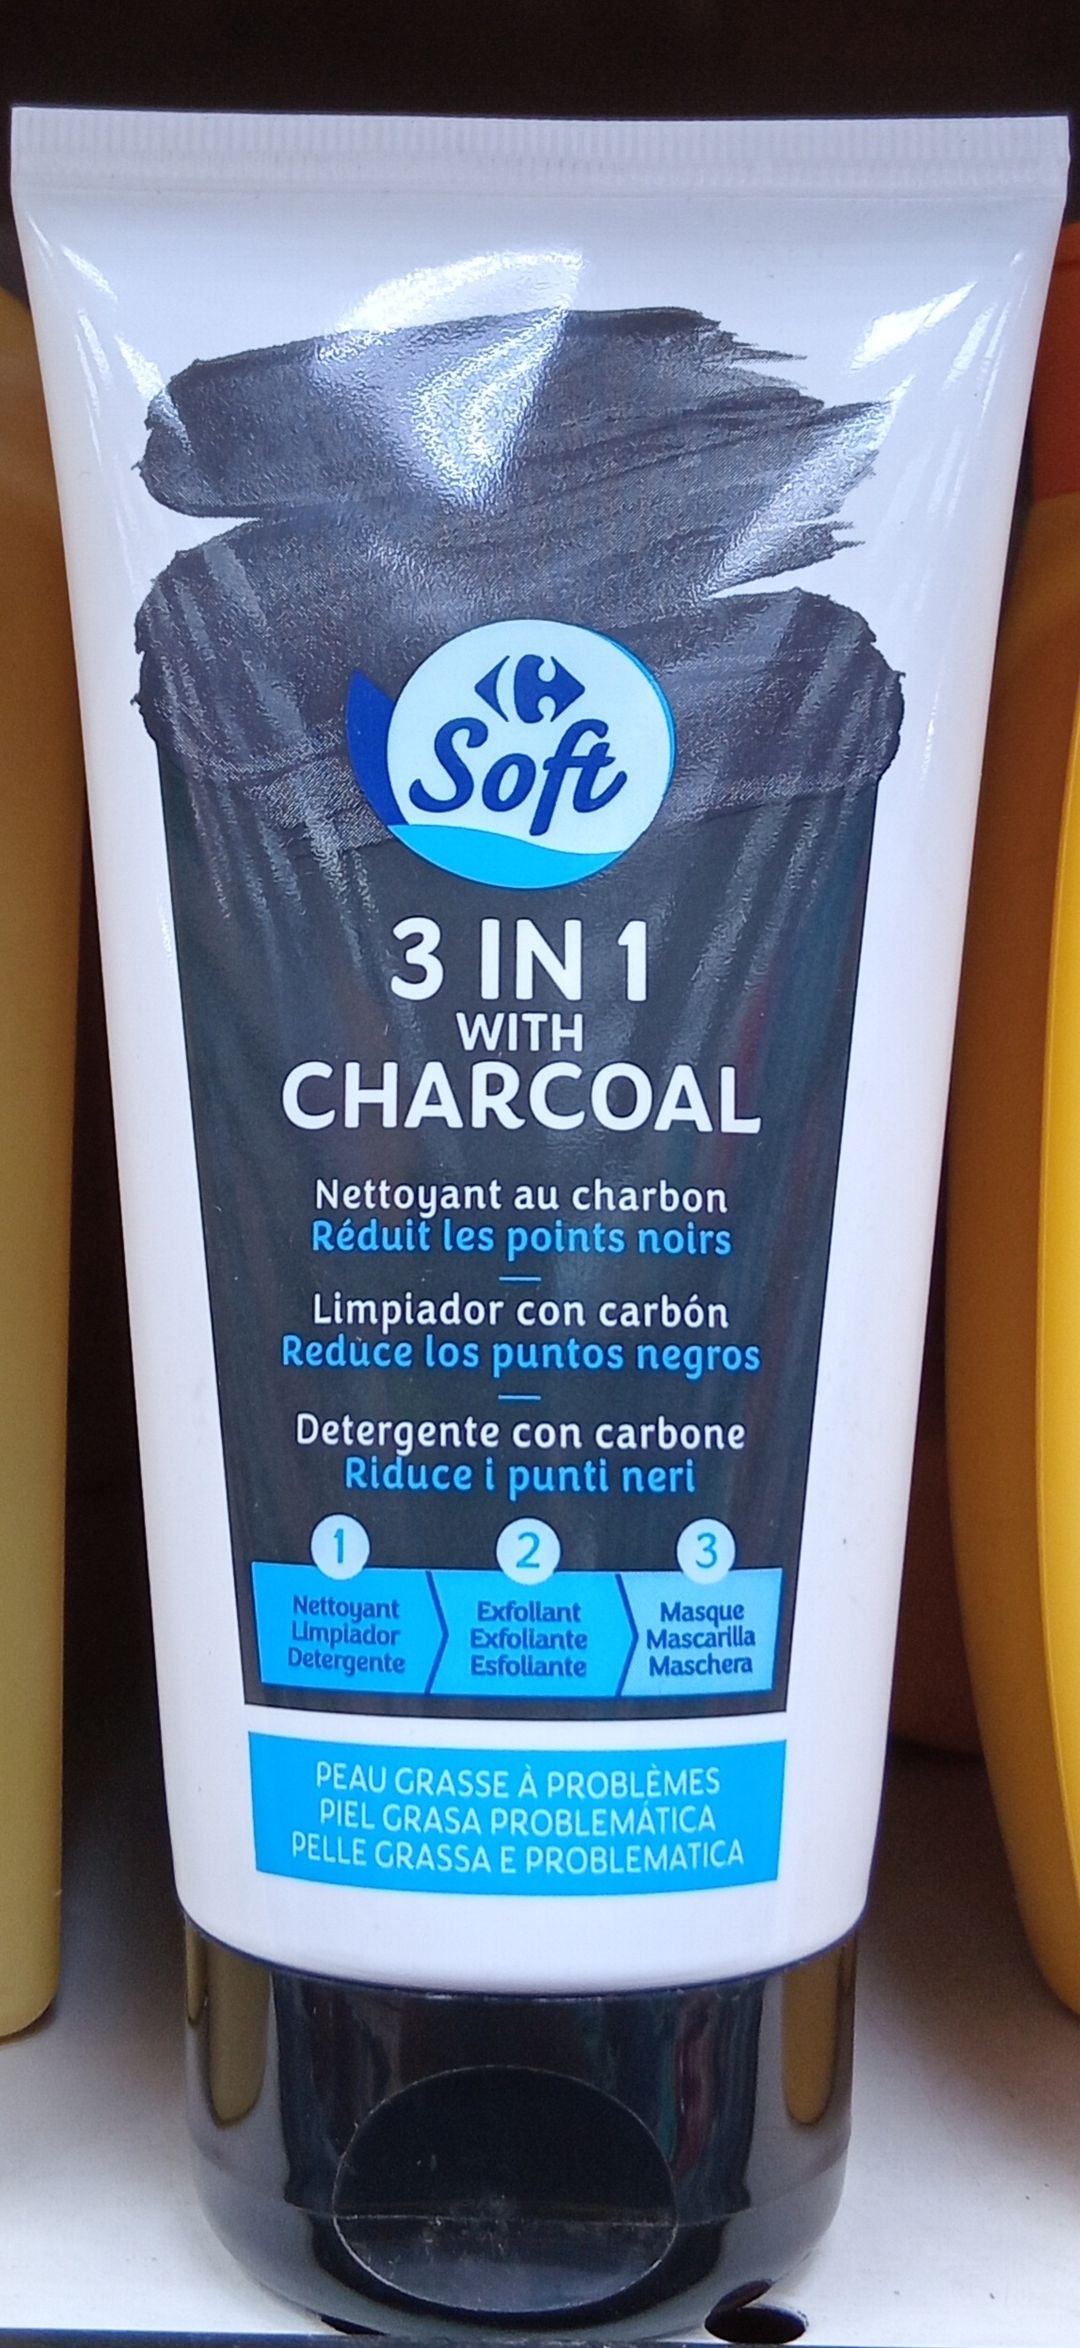 Soft
3 IN 1
WITH
CHARCOAL
Nettoyant au charbon
Réduit les points noirs
Limpiador con carbón
Reduce los puntos negros
Detergente con carbone
Riduce i punti neri
1 2 3
Nettoyant Exfoliant Masque
Limpiador Exfoliante Mascarilla
Detergente Esfoliante Maschera
PEAU GRASSE À PROBLÈMES
PIEL GRASA PROBLEMÁTICA
PELLE GRASSA E PROBLEMATICA